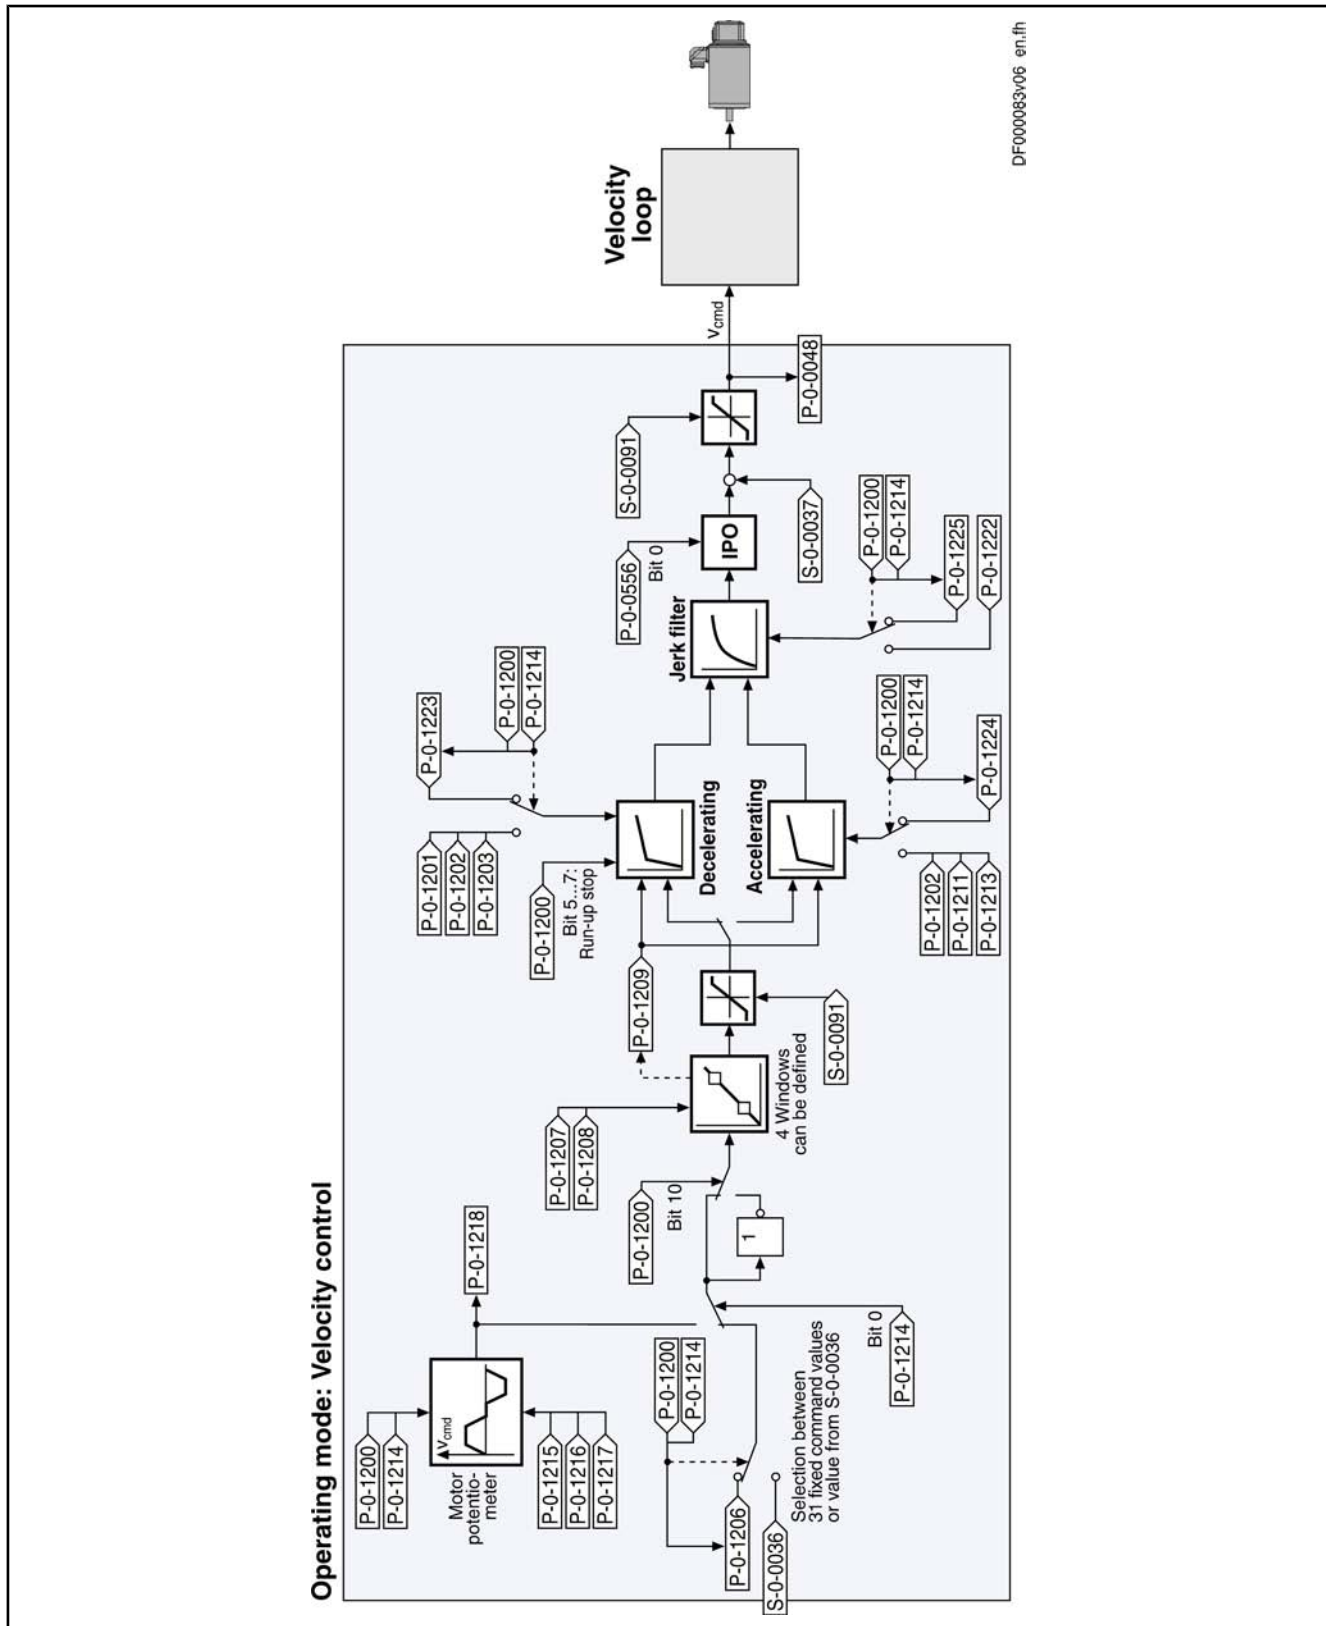 Operating mode: Velocity control
P-0-1200
P-0-1214
Vcmd
Motor
potentio-
meter
P-0-1215
P-0-1216
P-0-1217
P-0-1218
P-0-1200
P-0-1214
P-0-1206
S-0-0036
Selection between
31 fixed command values
or value from S-0-0036
Bit 0
P-0-1214
1
P-0-1200
Bit 10
P-0-1207
P-0-1208
4 Windows
can be defined
P-0-1209
S-0-0091
P-0-1200
Bit 5...7:
Run-up stop
P-0-1201
P-0-1202
P-0-1203
P-0-1223
P-0-1200
P-0-1214
Decelerating
Accelerating
P-0-1202
P-0-1211
P-0-1213
P-0-1200
P-0-1214
P-0-1224
Jerk filter
P-0-1200
P-0-1214
P-0-1225
P-0-1222
P-0-0556
Bit 0
IPO
S-0-0037
S-0-0091
P-0-0048
Vcmd
Velocity
loop
DF000083v06_en.fh